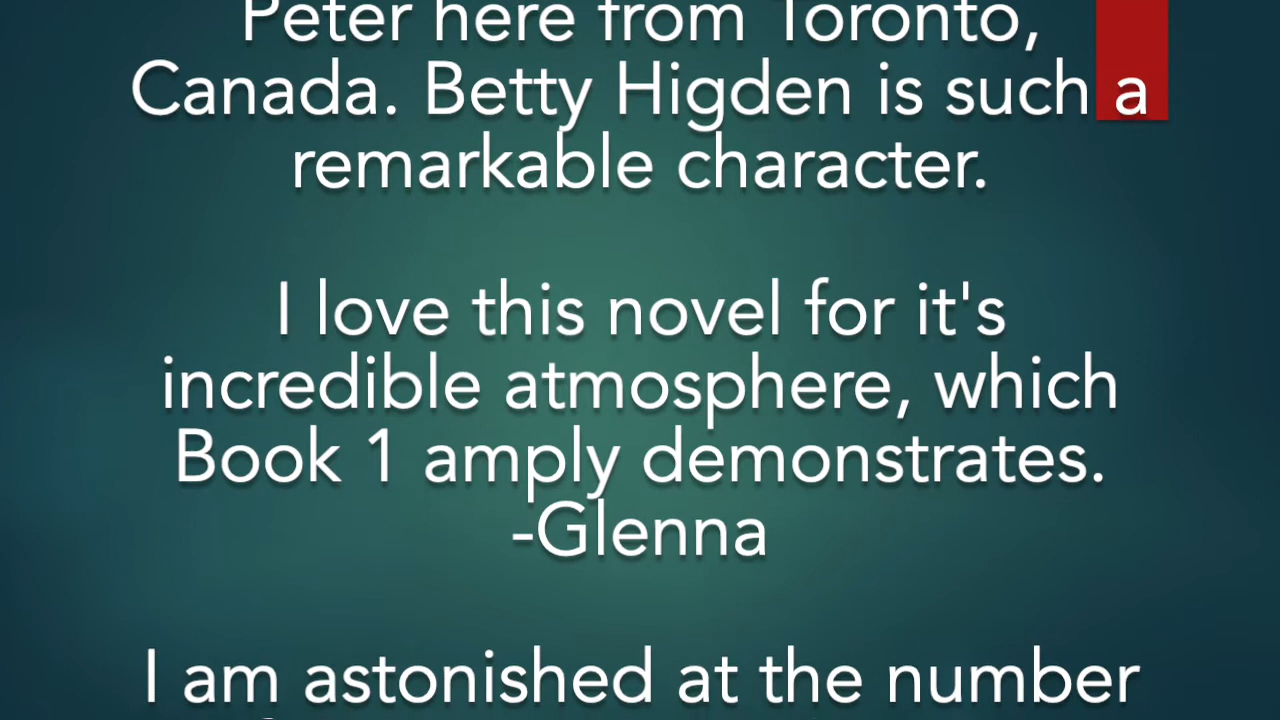 Peter here from Toronto,
Canada. Betty Higden is such a
remarkable character.
I love this novel for it's
incredible atmosphere, which
Book 1 amply demonstrates.
-Glenna
I am astonished at the number